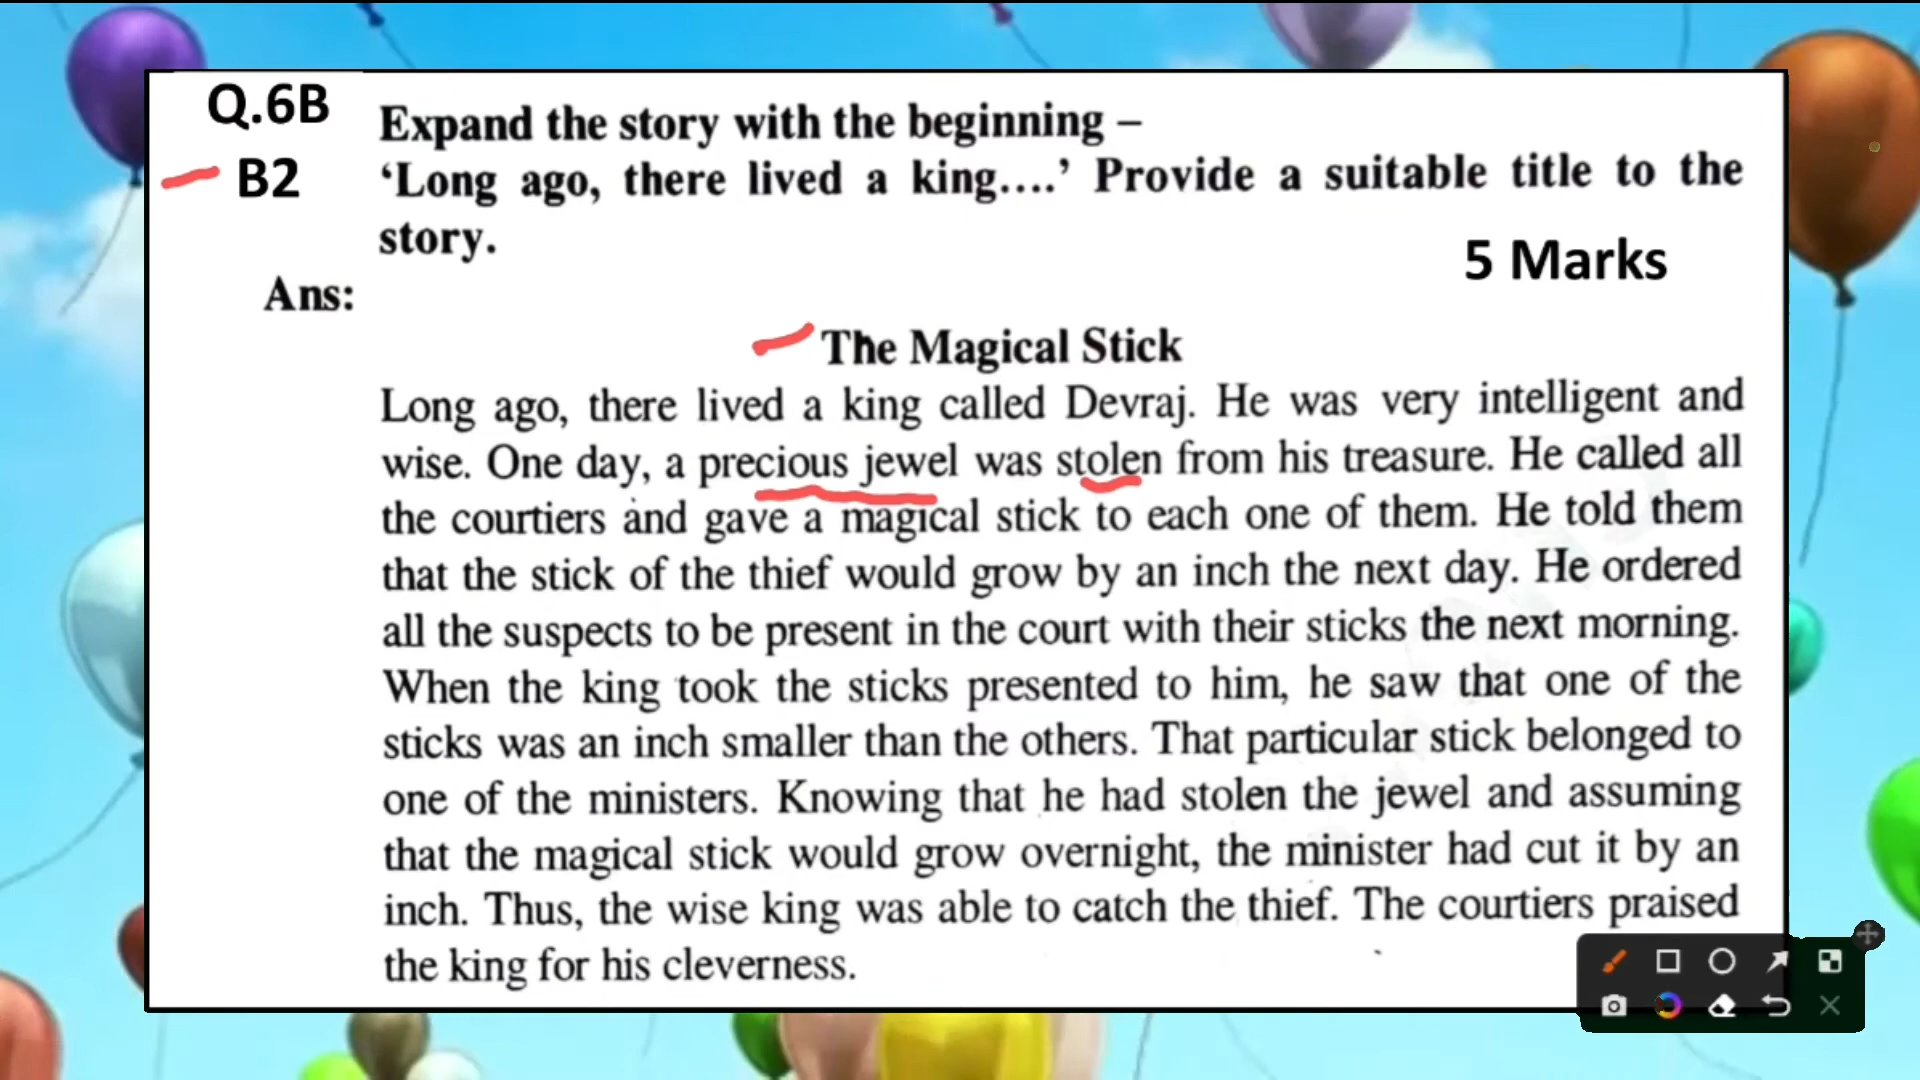 Q.6B
Expand the story with the beginning –
B2
‘Long ago, there lived a king....’ Provide a suitable title to the
story.
5 Marks
Ans:
The Magical Stick
Long ago, there lived a king called Devraj. He was very intelligent and
wise. One day, a precious jewel was stolen from his treasure. He called all
the courtiers and gave a magical stick to each one of them. He told them
that the stick of the thief would grow by an inch the next day. He ordered
all the suspects to be present in the court with their sticks the next morning.
When the king took the sticks presented to him, he saw that one of the
sticks was an inch smaller than the others. That particular stick belonged to
one of the ministers. Knowing that he had stolen the jewel and assuming
that the magical stick would grow overnight, the minister had cut it by an
inch. Thus, the wise king was able to catch the thief. The courtiers praised
the king for his cleverness.